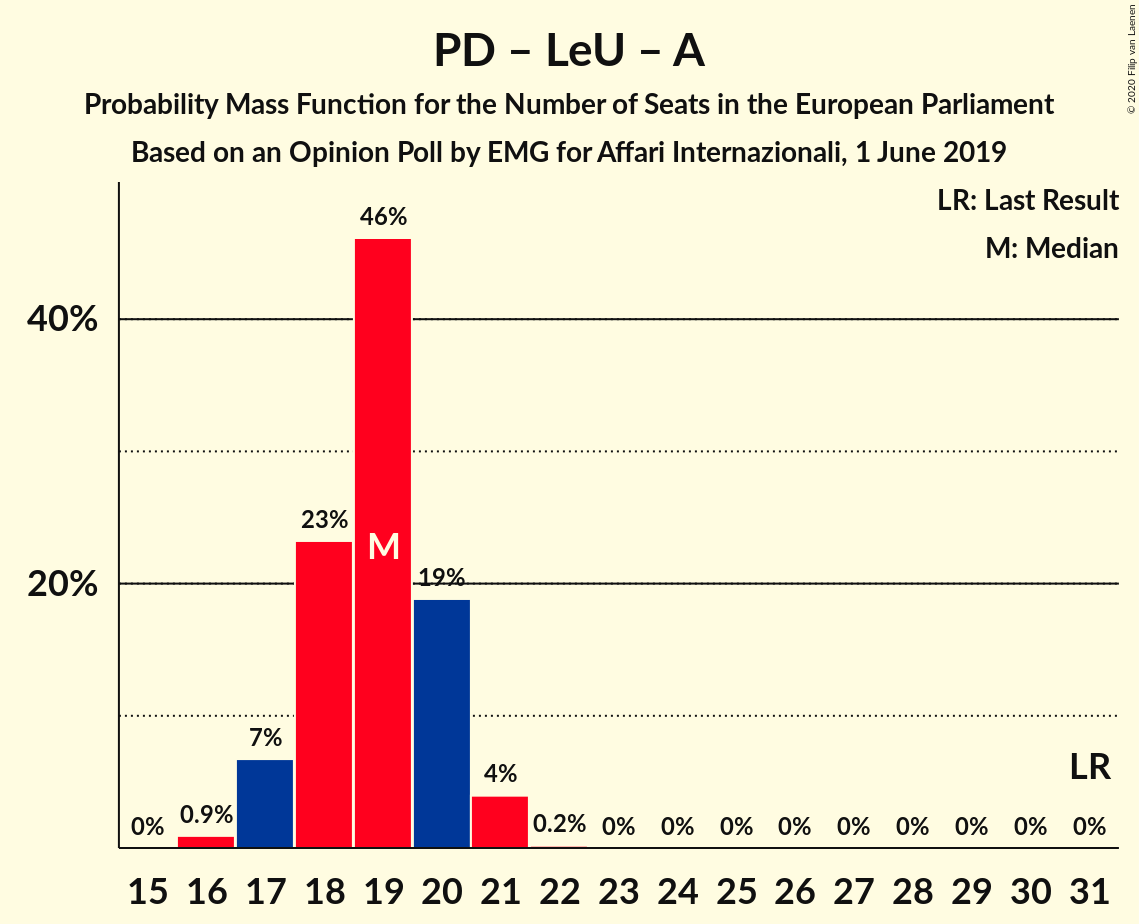 PD – LeU – A
Probability Mass Function for the Number of Seats in the European Parliament
Based on an Opinion Poll by EMG for Affari Internazionali, 1 June 2019
© 2020 Filip van Laenen
LR: Last Result
M: Median
46%
40%
23%
M
20%
19%
7%
4%
LR
0%
0.9%
0.2%
0% 0% 0% 0% 0% 0% 0% 0% 0%
15 16 17 18 19 20 21 22 23 24 25 26 27 28 29 30 31